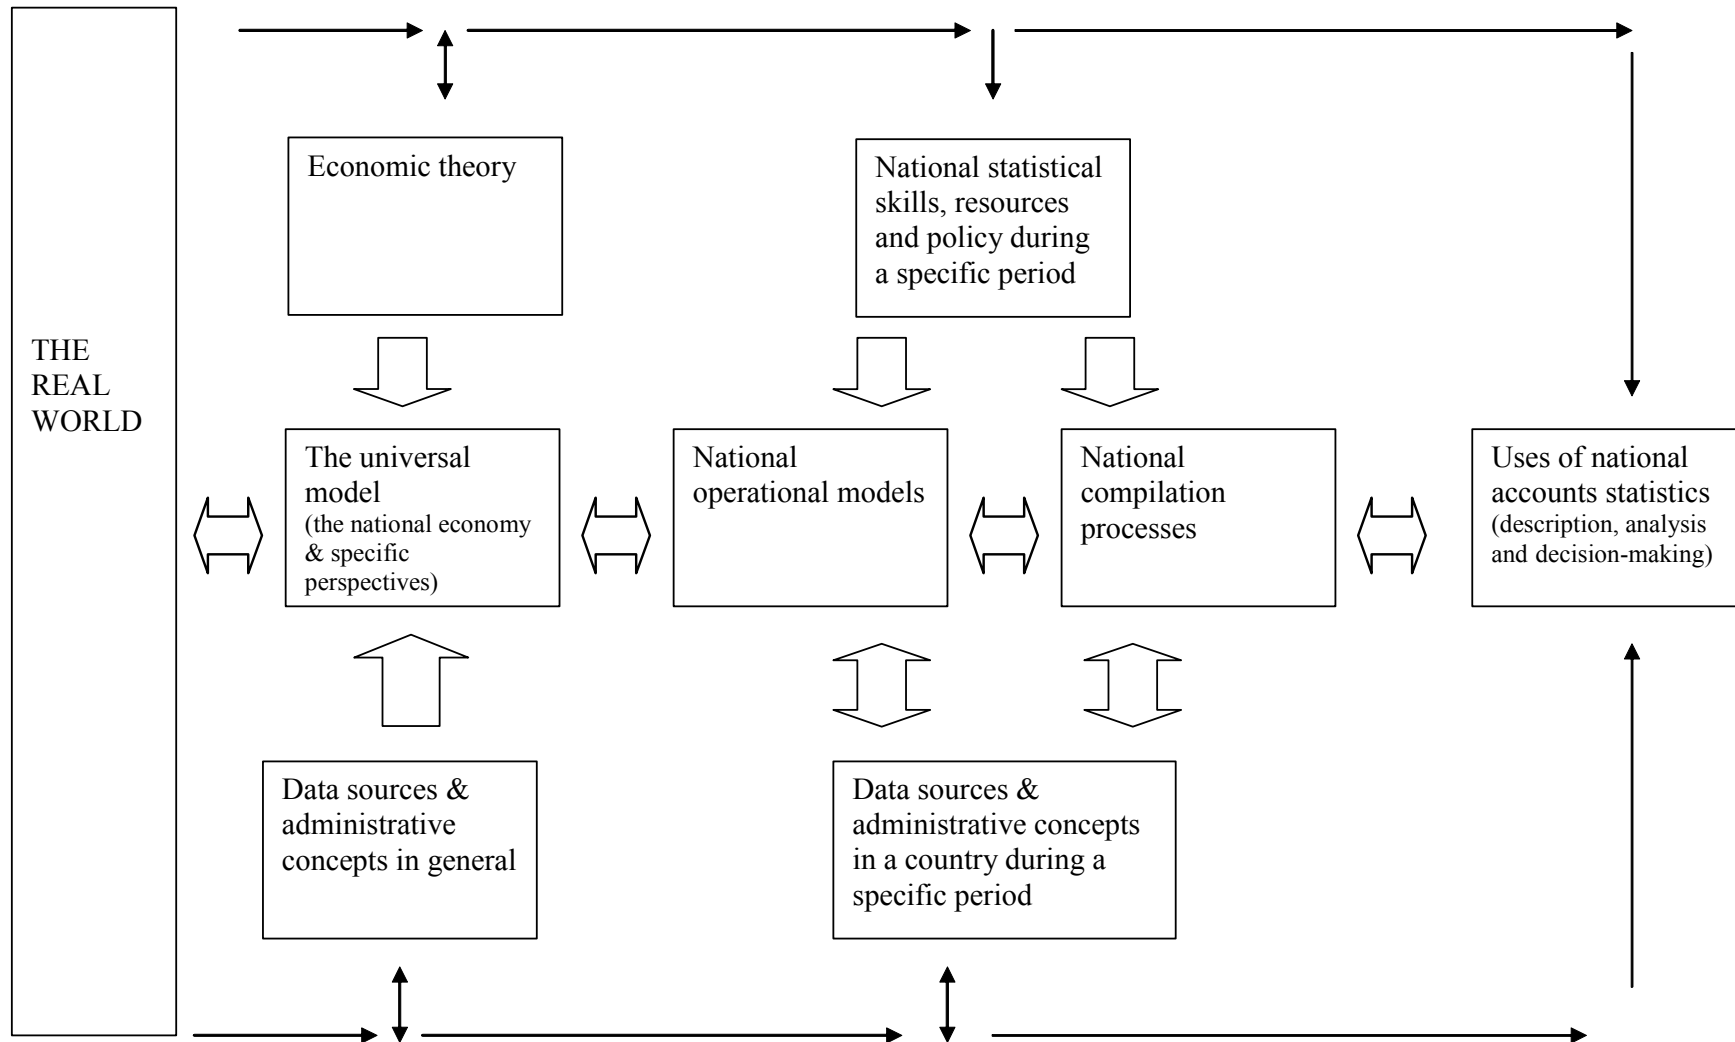 THE
REAL
WORLD
Economic theory
National statistical
skills, resources
and policy during
a specific period
The universal
model
(the national economy
& specific
perspectives)
National
operational models
National
compilation
processes
Uses of national
accounts statistics
(description, analysis
and decision-making)
Data sources &
administrative
concepts in general
Data sources &
administrative concepts
in a country during a
specific period